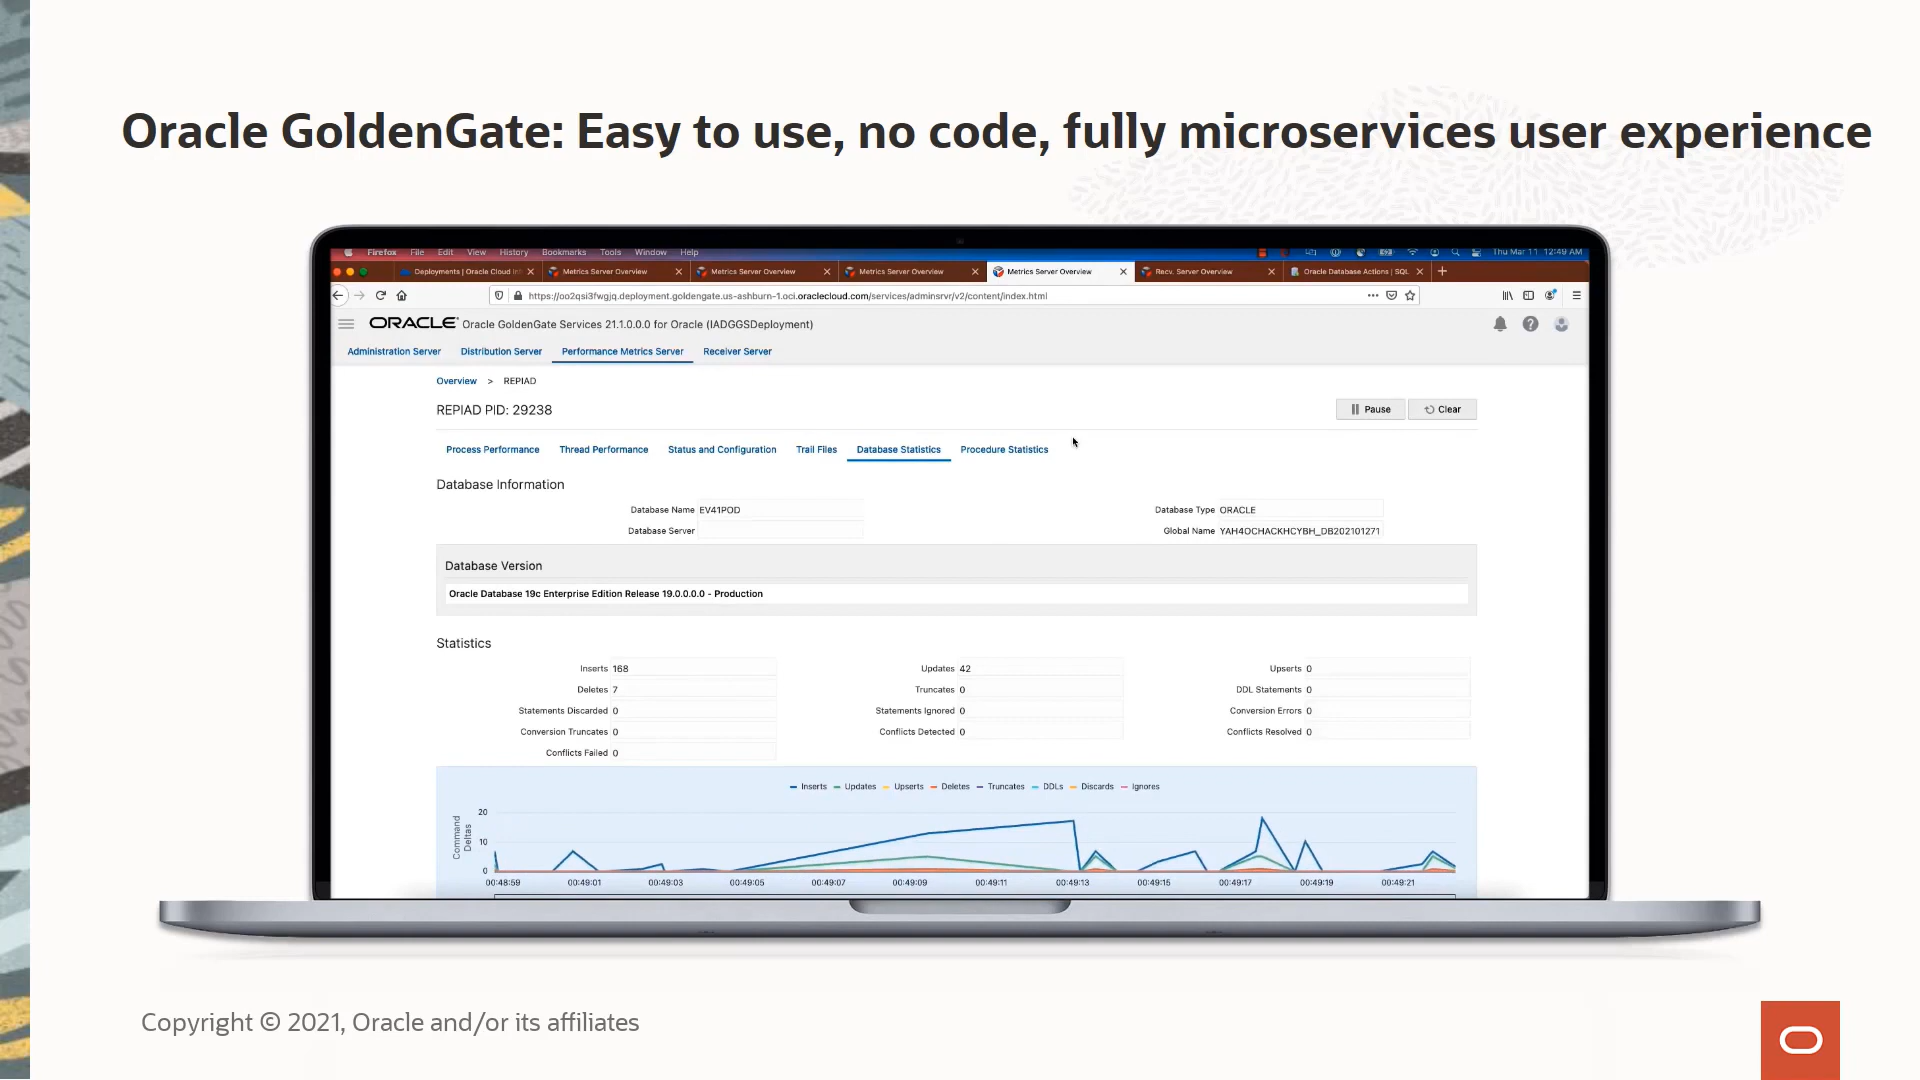 Oracle GoldenGate: Easy to use, no code, fully microservices user experience
Firefox File Edit View History Bookmarks Tools Window Help Thu Mar 11 12:49 AM
Deployments | Oracle Cloud Metrics Server Overview Metrics Server Overview Metrics Server Overview Metrics Server Overview Recv. Server Overview Oracle Database Actions | SQL
https://oo2qsi3fwgjq.deployment.goldengate.us-ashburn-1.oci.oraclecloud.com/services/adminsrvr/v2/content/index.html
ORACLE Oracle GoldenGate Services 21.1.0.0.0 for Oracle (IADGGSDeployment)
Administration Server Distribution Server Performance Metrics Server Receiver Server
Overview > REPIAD
REPIAD PID: 29238 Pause Clear
Process Performance Thread Performance Status and Configuration Trail Files Database Statistics Procedure Statistics
Database Information
Database Name EV41POD Database Type ORACLE
Database Server Global Name YAH4OCHACKHCYBH_DB202101271
Database Version
Oracle Database 19c Enterprise Edition Release 19.0.0.0.0 - Production
Statistics
Inserts 168 Updates 42 Upserts 0
Deletes 7 Truncates 0 DDL Statements 0
Statements Discarded 0 Statements Ignored 0 Conversion Errors 0
Conversion Truncates 0 Conflicts Detected 0 Conflicts Resolved 0
Conflicts Failed 0
Inserts Updates Upserts Deletes Truncates DDLs Discards Ignores
Command Deltas
20
10
0
00:48:59 00:49:01 00:49:03 00:49:05 00:49:07 00:49:09 00:49:11 00:49:13 00:49:15 00:49:17 00:49:19 00:49:21
Copyright © 2021, Oracle and/or its affiliates